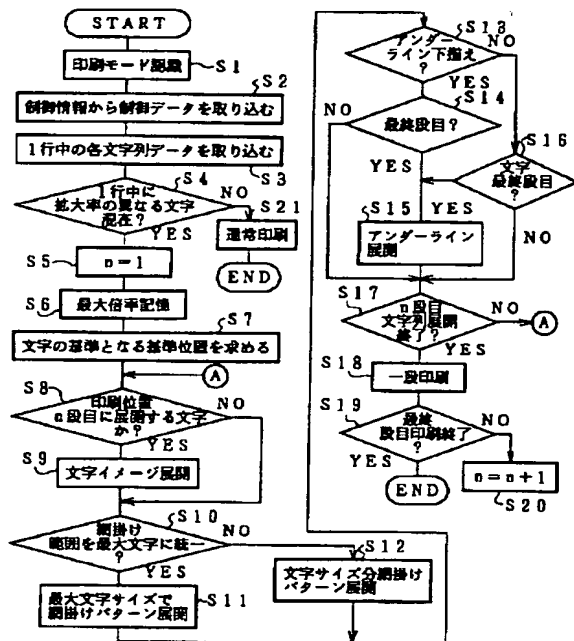 START
印刷モード認識
S1
S2
制御情報から制御データを取り込む
1行中の各文字列データを取り込む
S3
S4
1行中に
拡大率の異なる文字
混在?
NO
YES
S21
通常印刷
END
S5
n=1
S6
最大倍率記憶
S7
文字の基準となる基準位置を求める
A
S8
印刷位置
n段目に展開する文字
か?
NO
YES
S9
文字イメージ展開
S10
網掛け
範囲を最大文字に統一
?
NO
YES
最大文字サイズで
網掛けパターン展開
S11
S12
文字サイズ分網掛け
パターン展開
S13
アンダー
ライン下揃え
?
NO
YES
S14
最終段目?
NO
YES
S16
文字
最終段目?
YES
NO
S15
アンダーライン
展開
S17
n段目
文字列展開
終了?
NO
A
YES
S18
一段印刷
S19
最終
段目印刷終了
?
NO
YES
END
n=n+1
S20